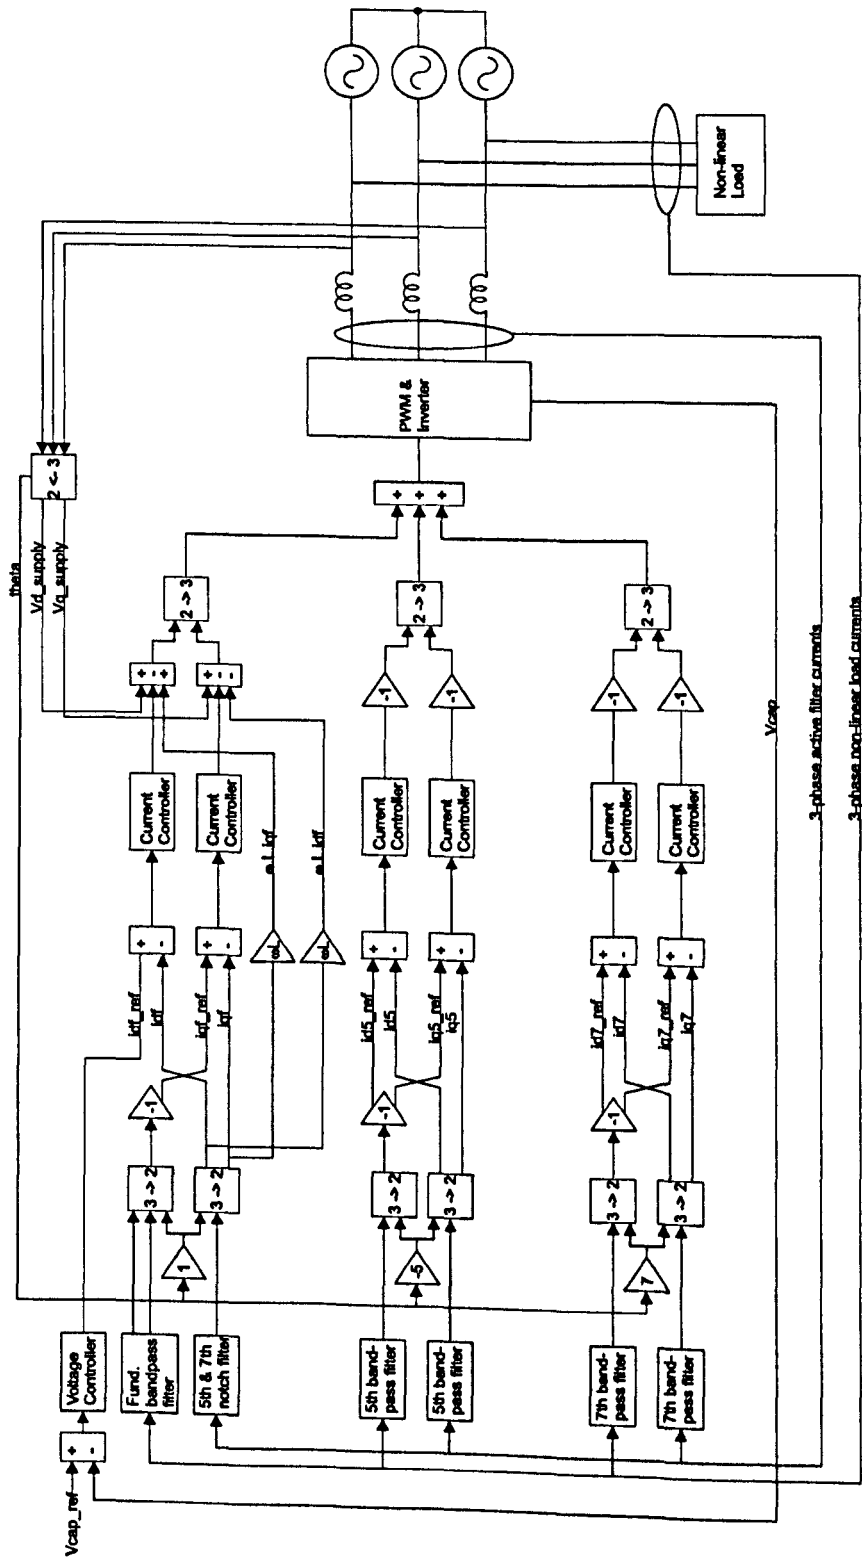 theta
Vd_supply
Vq_supply
2 <- 3
Vcap_ref
+
-
Voltage
Controller
Fund.
bandpass
filter
5th & 7th
notch filter
1
3 -> 2
3 -> 2
-1
idf_ref
idf
iqf_ref
iqf
+
-
+
-
ωL
ωL
ωLiqf
ωLidf
Current
Controller
Current
Controller
+
-
+
+
-
-
2 -> 3
5th band-
pass filter
5th band-
pass filter
-5
3 -> 2
3 -> 2
-1
id5_ref
id5
iq5_ref
iq5
+
-
+
-
Current
Controller
Current
Controller
-1
-1
2 -> 3
+
+
+
PWM &
Inverter
7th band-
pass filter
7th band-
pass filter
7
3 -> 2
3 -> 2
-1
id7_ref
id7
iq7_ref
iq7
+
-
+
-
Current
Controller
Current
Controller
-1
-1
2 -> 3
Non-linear
Load
Vcap
3-phase active filter currents
3-phase non-linear load currents